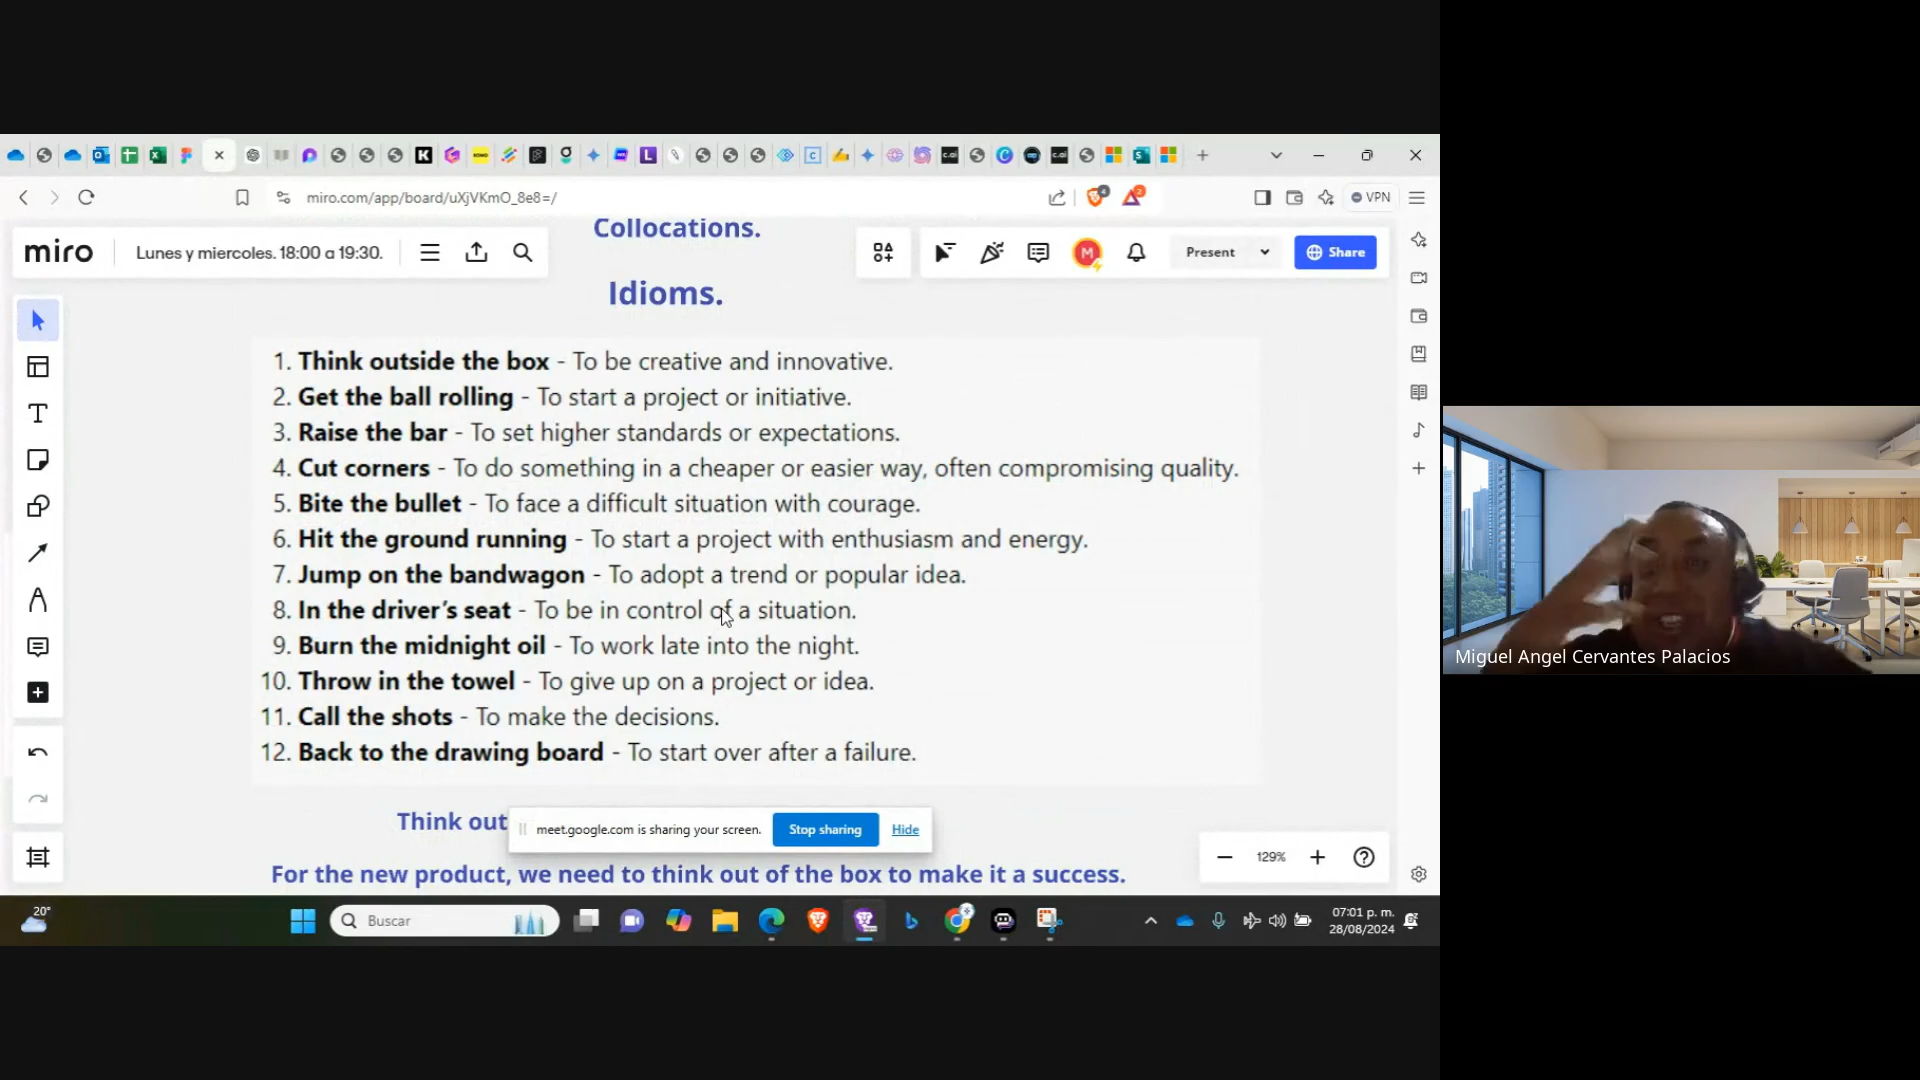 miro.com/app/board/uXjVKmO_8e8=/
VPN
Collocations.
miro
Lunes y miercoles. 18:00 a 19:30.
M
Present
Share
Idioms.
1. Think outside the box - To be creative and innovative.
2. Get the ball rolling - To start a project or initiative.
3. Raise the bar - To set higher standards or expectations.
4. Cut corners - To do something in a cheaper or easier way, often compromising quality.
5. Bite the bullet - To face a difficult situation with courage.
6. Hit the ground running - To start a project with enthusiasm and energy.
7. Jump on the bandwagon - To adopt a trend or popular idea.
8. In the driver's seat - To be in control of a situation.
9. Burn the midnight oil - To work late into the night.
10. Throw in the towel - To give up on a project or idea.
11. Call the shots - To make the decisions.
12. Back to the drawing board - To start over after a failure.
Think out
meet.google.com is sharing your screen.
Stop sharing
Hide
For the new product, we need to think out of the box to make it a success.
129%
Miguel Angel Cervantes Palacios
20°
Buscar
07:01 p. m.
28/08/2024